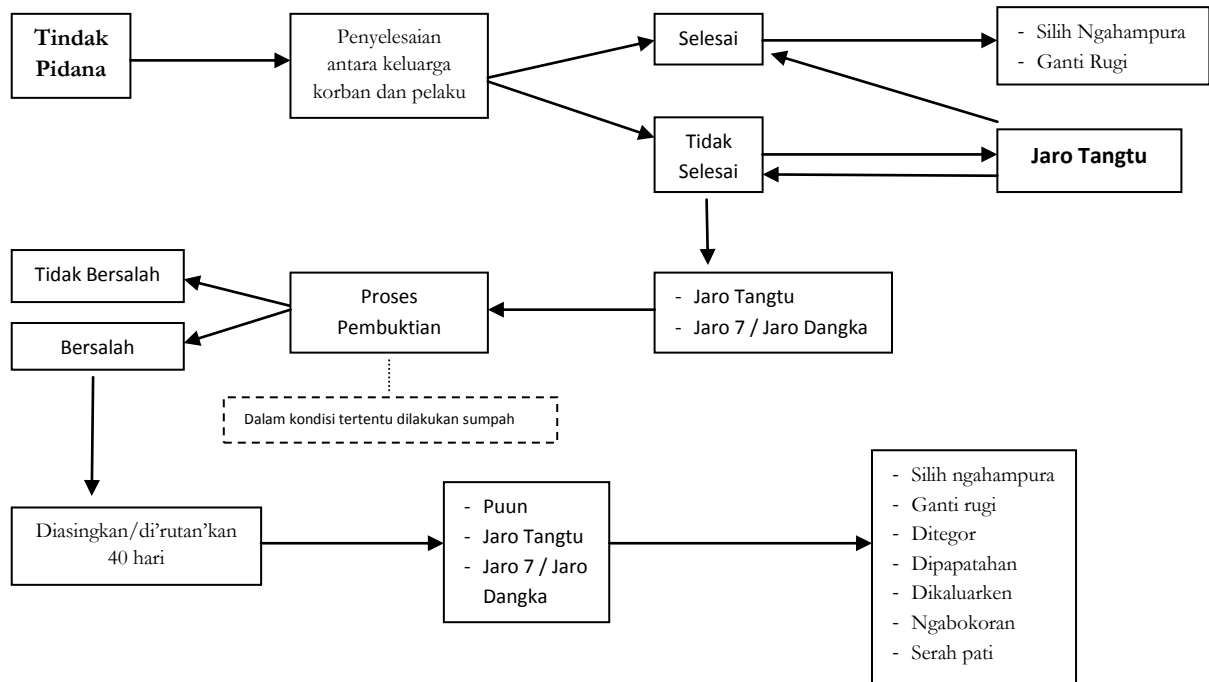 Tindak
Pidana
Penyelesaian
antara keluarga
korban dan pelaku
Selesai
- Silih Ngahampura
- Ganti Rugi
Tidak
Selesai
Jaro Tangtu
Tidak Bersalah
Bersalah
Proses
Pembuktian
- Jaro Tangtu
- Jaro 7 / Jaro Dangka
Dalam kondisi tertentu dilakukan sumpah
Diasingkan/di’rutan’kan
40 hari
- Puun
- Jaro Tangtu
- Jaro 7 / Jaro
Dangka
- Silih ngahampura
- Ganti rugi
- Ditegor
- Dipapatahan
- Dikaluarken
- Ngabokoran
- Serah pati